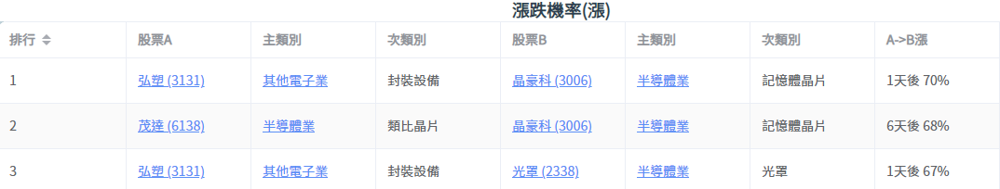 漲跌機率(漲)
排行 股票A 主類別 次類別 股票B 主類別 次類別 A->B漲
1 弘塑 (3131) 其他電子業 封裝設備 晶豪科 (3006) 半導體業 記憶體晶片 1天後 70%
2 茂達 (6138) 半導體業 類比晶片 晶豪科 (3006) 半導體業 記憶體晶片 6天後 68%
3 弘塑 (3131) 其他電子業 封裝設備 光罩 (2338) 半導體業 光罩 1天後 67%